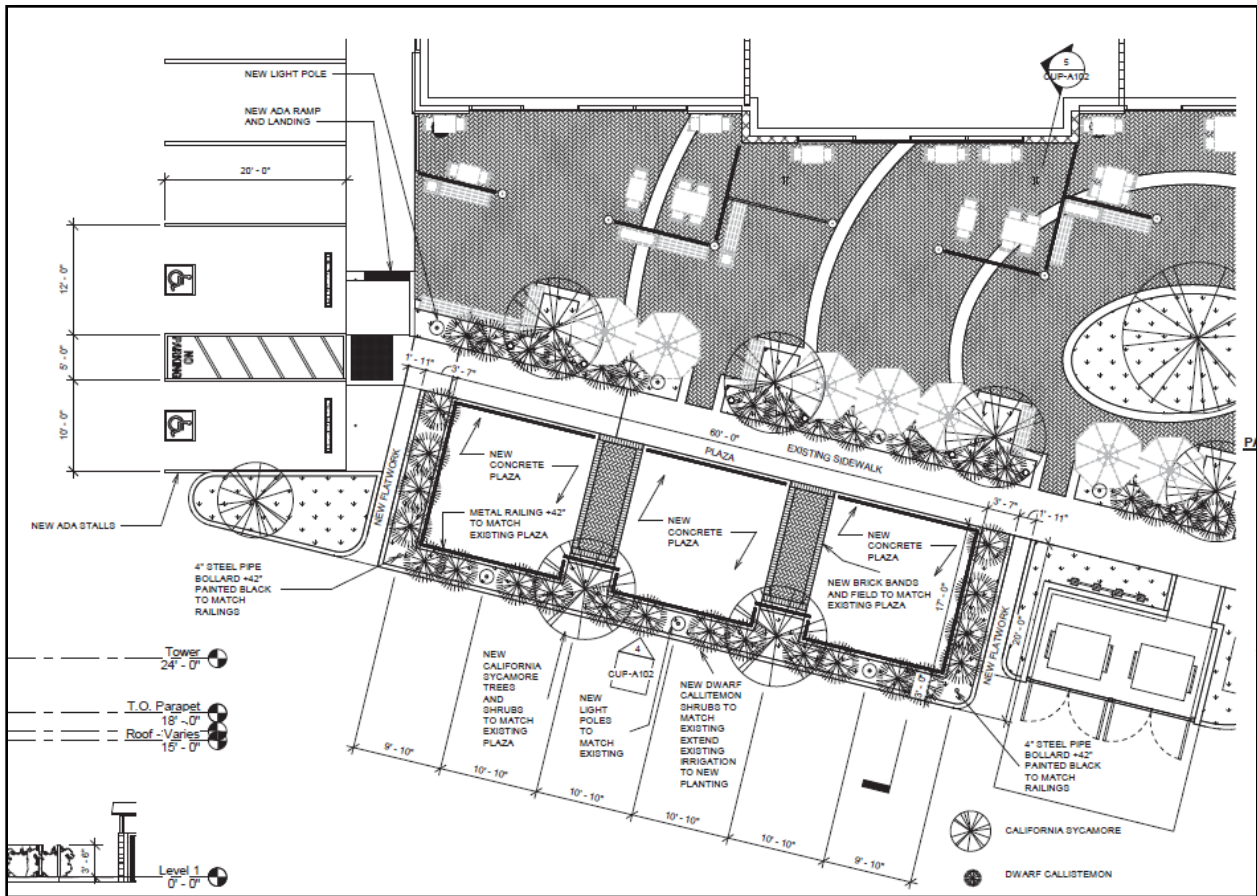 NEW LIGHT POLE
NEW ADA RAMP
AND LANDING
5
CUP-A102
20' - 0"
12' - 0"
5' - 0"
10' - 0"
NO
PARKING
1' - 11"
3' - 7"
60' - 0"
EXISTING SIDEWALK
PLAZA
NEW
CONCRETE
PLAZA
NEW FLATWORK
METAL RAILING +42"
TO MATCH
EXISTING PLAZA
NEW
CONCRETE
PLAZA
NEW
CONCRETE
PLAZA
3' - 7"
1' - 11"
NEW ADA STALLS
4" STEEL PIPE
BOLLARD +42"
PAINTED BLACK
TO MATCH
RAILINGS
NEW BRICK BANDS
AND FIELD TO MATCH
EXISTING PLAZA
17' - 0"
20' - 0"
NEW FLATWORK
3' - 0"
Tower
24' - 0"
T.O. Parapet
18' - 0"
Roof - Varies
15' - 0"
NEW
CALIFORNIA
SYCAMORE
TREES
AND
SHRUBS
TO MATCH
EXISTING
PLAZA
4
CUP-A102
NEW
LIGHT
POLES
TO
MATCH
EXISTING
NEW DWARF
CALLITEMON
SHRUBS TO
MATCH
EXISTING
EXTEND
EXISTING
IRRIGATION
TO NEW
PLANTING
4" STEEL PIPE
BOLLARD +42"
PAINTED BLACK
TO MATCH
RAILINGS
9' - 10"
10' - 10"
10' - 10"
10' - 10"
10' - 10"
9' - 10"
CALIFORNIA SYCAMORE
DWARF CALLISTEMON
3' - 6"
Level 1
0' - 0"